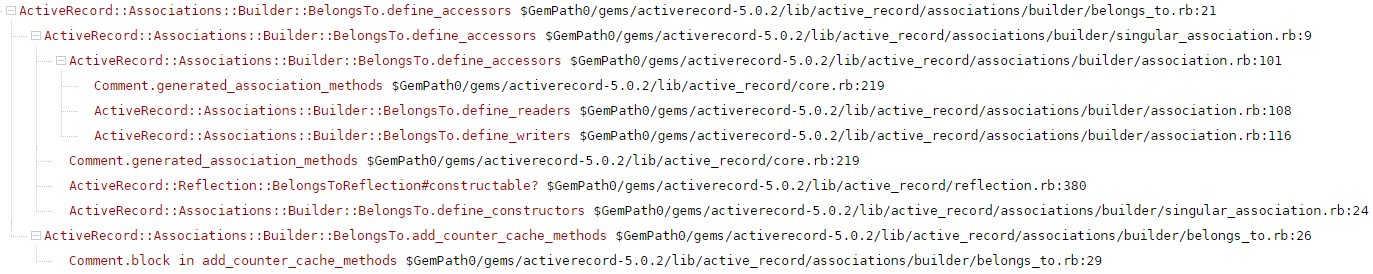 ActiveRecord::Associations::Builder::BelongsTo.define_accessors $GemPath0/gems/activerecord-5.0.2/lib/active_record/associations/builder/belongs_to.rb:21
ActiveRecord::Associations::Builder::BelongsTo.define_accessors $GemPath0/gems/activerecord-5.0.2/lib/active_record/associations/builder/singular_association.rb:9
ActiveRecord::Associations::Builder::BelongsTo.define_accessors $GemPath0/gems/activerecord-5.0.2/lib/active_record/associations/builder/association.rb:101
Comment.generated_association_methods $GemPath0/gems/activerecord-5.0.2/lib/active_record/core.rb:219
ActiveRecord::Associations::Builder::BelongsTo.define_readers $GemPath0/gems/activerecord-5.0.2/lib/active_record/associations/builder/association.rb:108
ActiveRecord::Associations::Builder::BelongsTo.define_writers $GemPath0/gems/activerecord-5.0.2/lib/active_record/associations/builder/association.rb:116
Comment.generated_association_methods $GemPath0/gems/activerecord-5.0.2/lib/active_record/core.rb:219
ActiveRecord::Reflection::BelongsToReflection#constructable? $GemPath0/gems/activerecord-5.0.2/lib/active_record/reflection.rb:380
ActiveRecord::Associations::Builder::BelongsTo.define_constructors $GemPath0/gems/activerecord-5.0.2/lib/active_record/associations/builder/singular_association.rb:24
ActiveRecord::Associations::Builder::BelongsTo.add_counter_cache_methods $GemPath0/gems/activerecord-5.0.2/lib/active_record/associations/builder/belongs_to.rb:26
Comment.block in add_counter_cache_methods $GemPath0/gems/activerecord-5.0.2/lib/active_record/associations/builder/belongs_to.rb:29